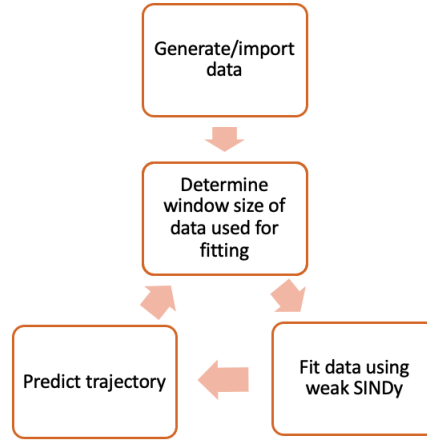 Generate/import
data
Determine
window size of
data used for
fitting
Fit data using
weak SINDy
Predict trajectory